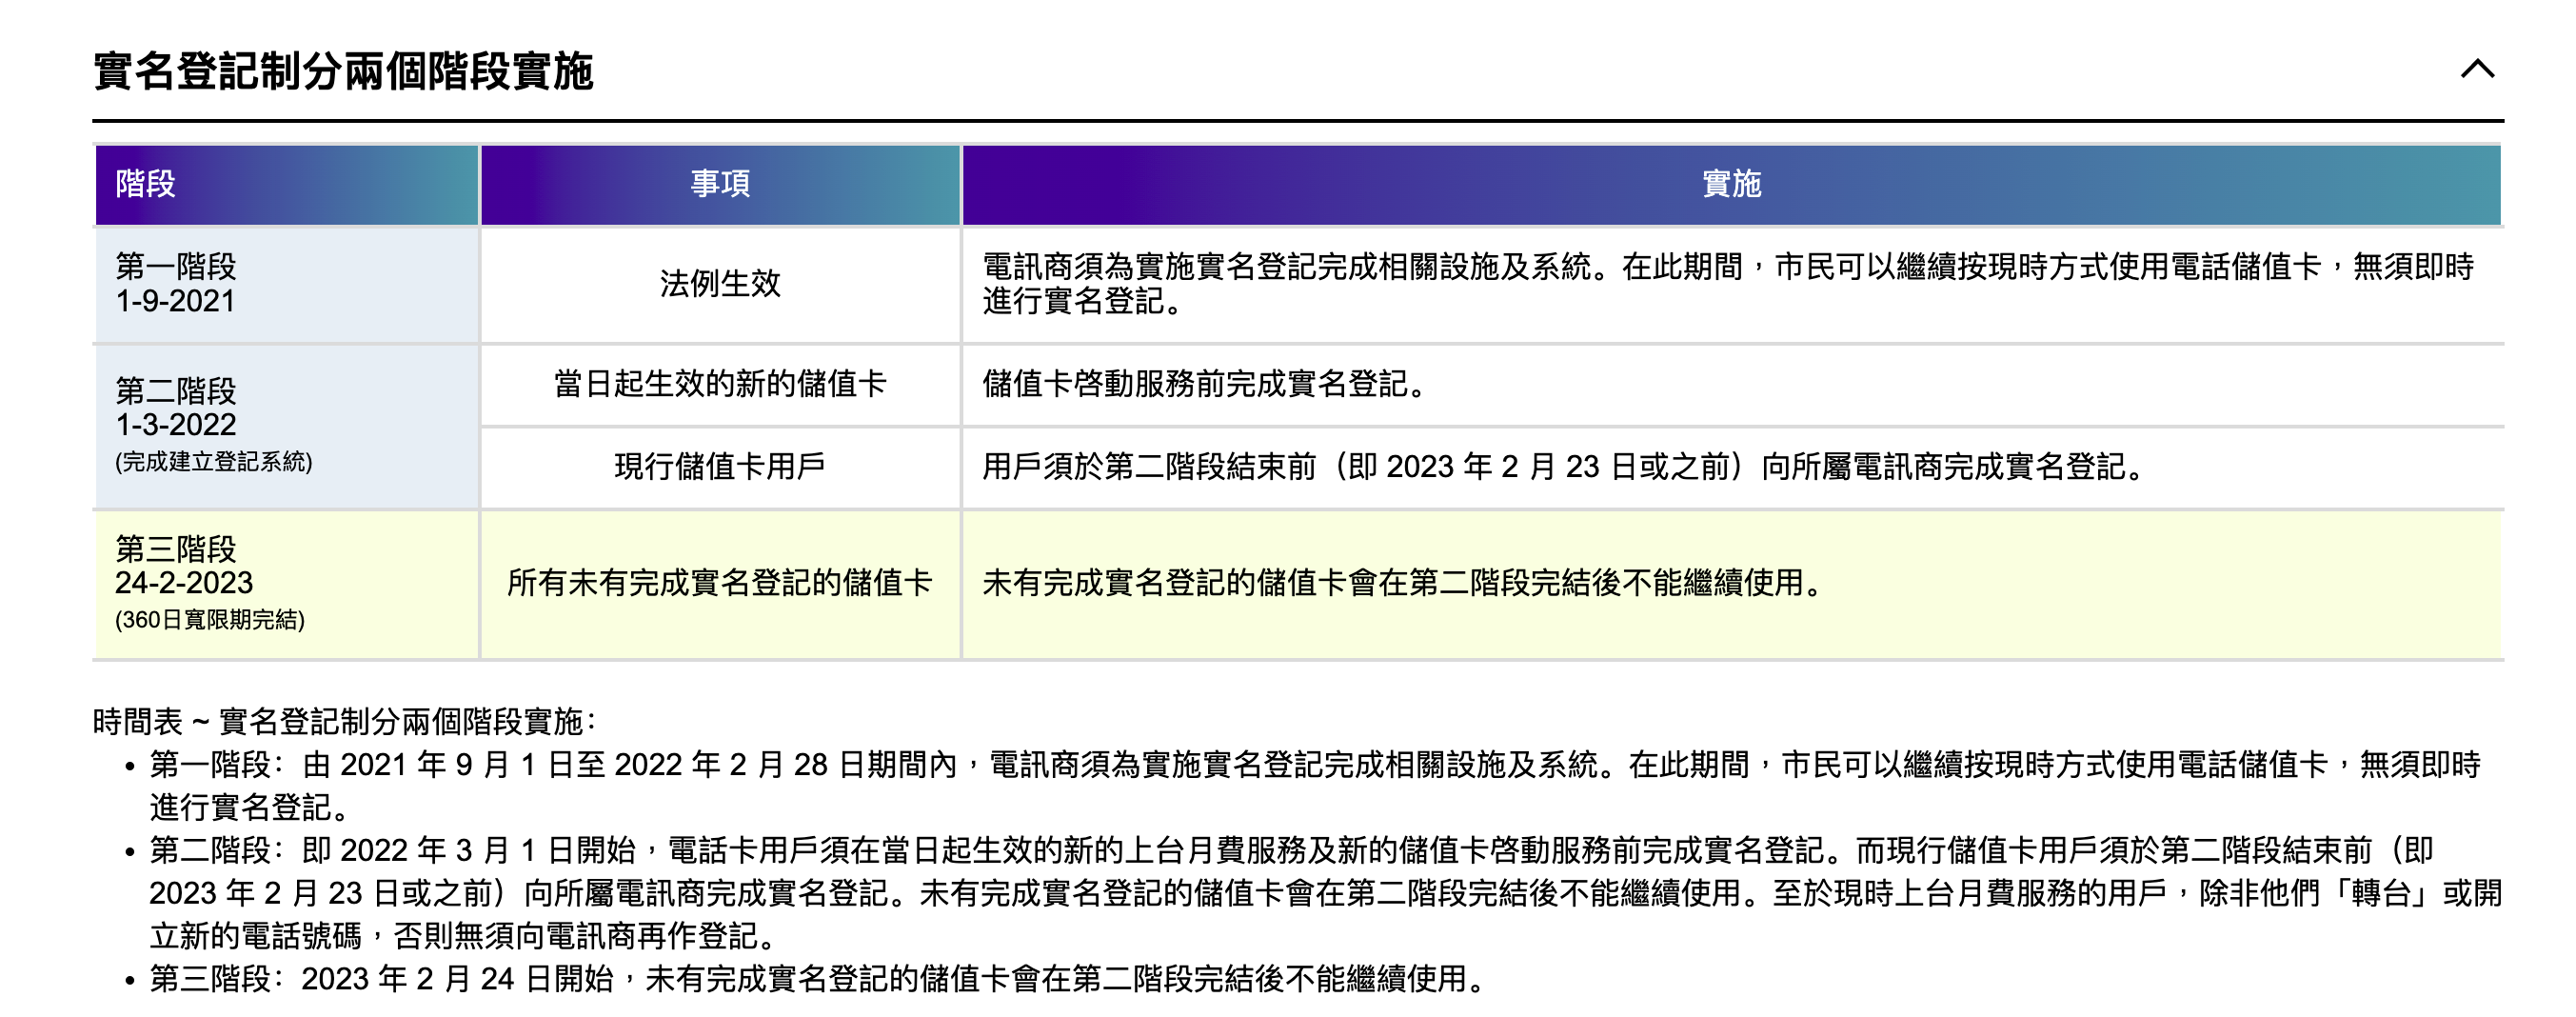 實名登記制分兩個階段實施
階段
事項
實施
第一階段
1-9-2021
法例生效
電訊商須為實施實名登記完成相關設施及系統。在此期間，市民可以繼續按現時方式使用電話儲值卡，無須即時
進行實名登記。
第二階段
1-3-2022
(完成建立登記系統)
當日起生效的新的儲值卡
儲值卡啓動服務前完成實名登記。
現行儲值卡用戶
用戶須於第二階段結束前（即 2023 年 2 月 23 日或之前）向所屬電訊商完成實名登記。
第三階段
24-2-2023
(360日寬限期完結)
所有未有完成實名登記的儲值卡
未有完成實名登記的儲值卡會在第二階段完結後不能繼續使用。
時間表 ~ 實名登記制分兩個階段實施：
• 第一階段：由 2021 年 9 月 1 日至 2022 年 2 月 28 日期間內，電訊商須為實施實名登記完成相關設施及系統。在此期間，市民可以繼續按現時方式使用電話儲值卡，無須即時
進行實名登記。
• 第二階段：即 2022 年 3 月 1 日開始，電話卡用戶須在當日起生效的新的上台月費服務及新的儲值卡啓動服務前完成實名登記。而現行儲值卡用戶須於第二階段結束前（即
2023 年 2 月 23 日或之前）向所屬電訊商完成實名登記。未有完成實名登記的儲值卡會在第二階段完結後不能繼續使用。至於現時上台月費服務的用戶，除非他們「轉台」或開
立新的電話號碼，否則無須向電訊商再作登記。
• 第三階段：2023 年 2 月 24 日開始，未有完成實名登記的儲值卡會在第二階段完結後不能繼續使用。